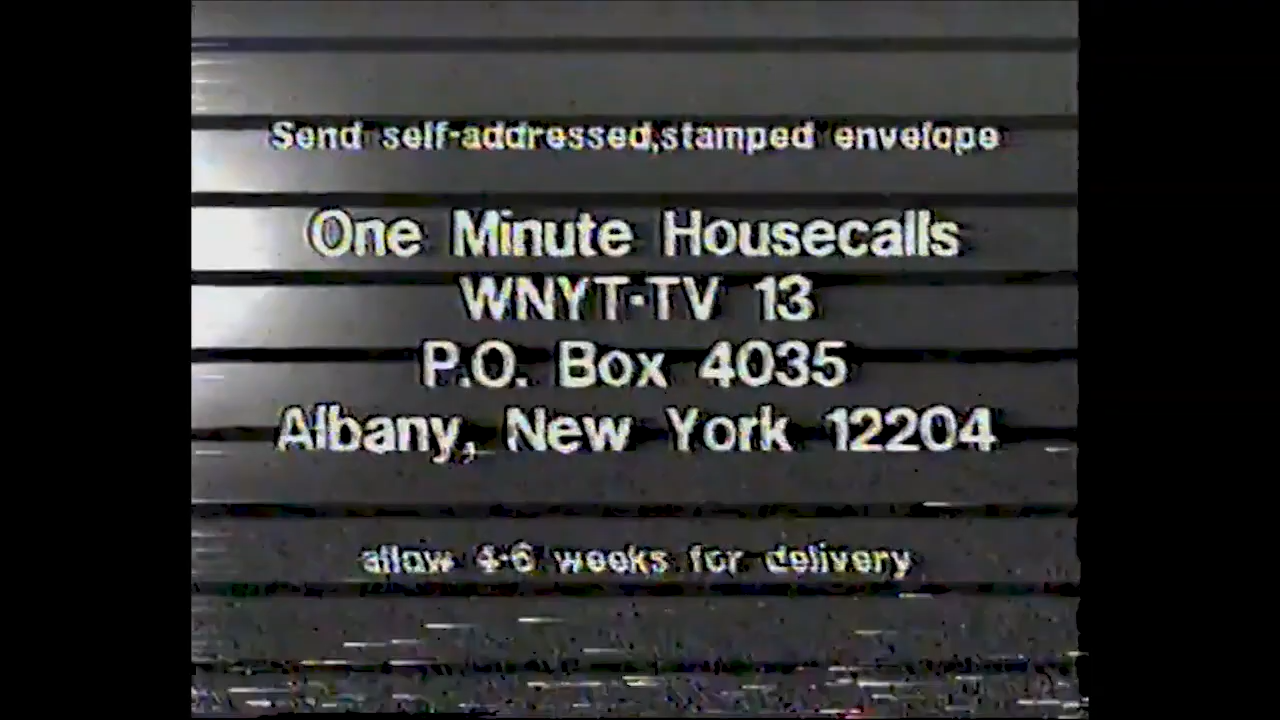 Send self-addressed,stamped envelope
One Minute Housecalls
WNYT-TV 13
P.O. Box 4035
Albany, New York 12204
allow 4-6 weeks for delivery